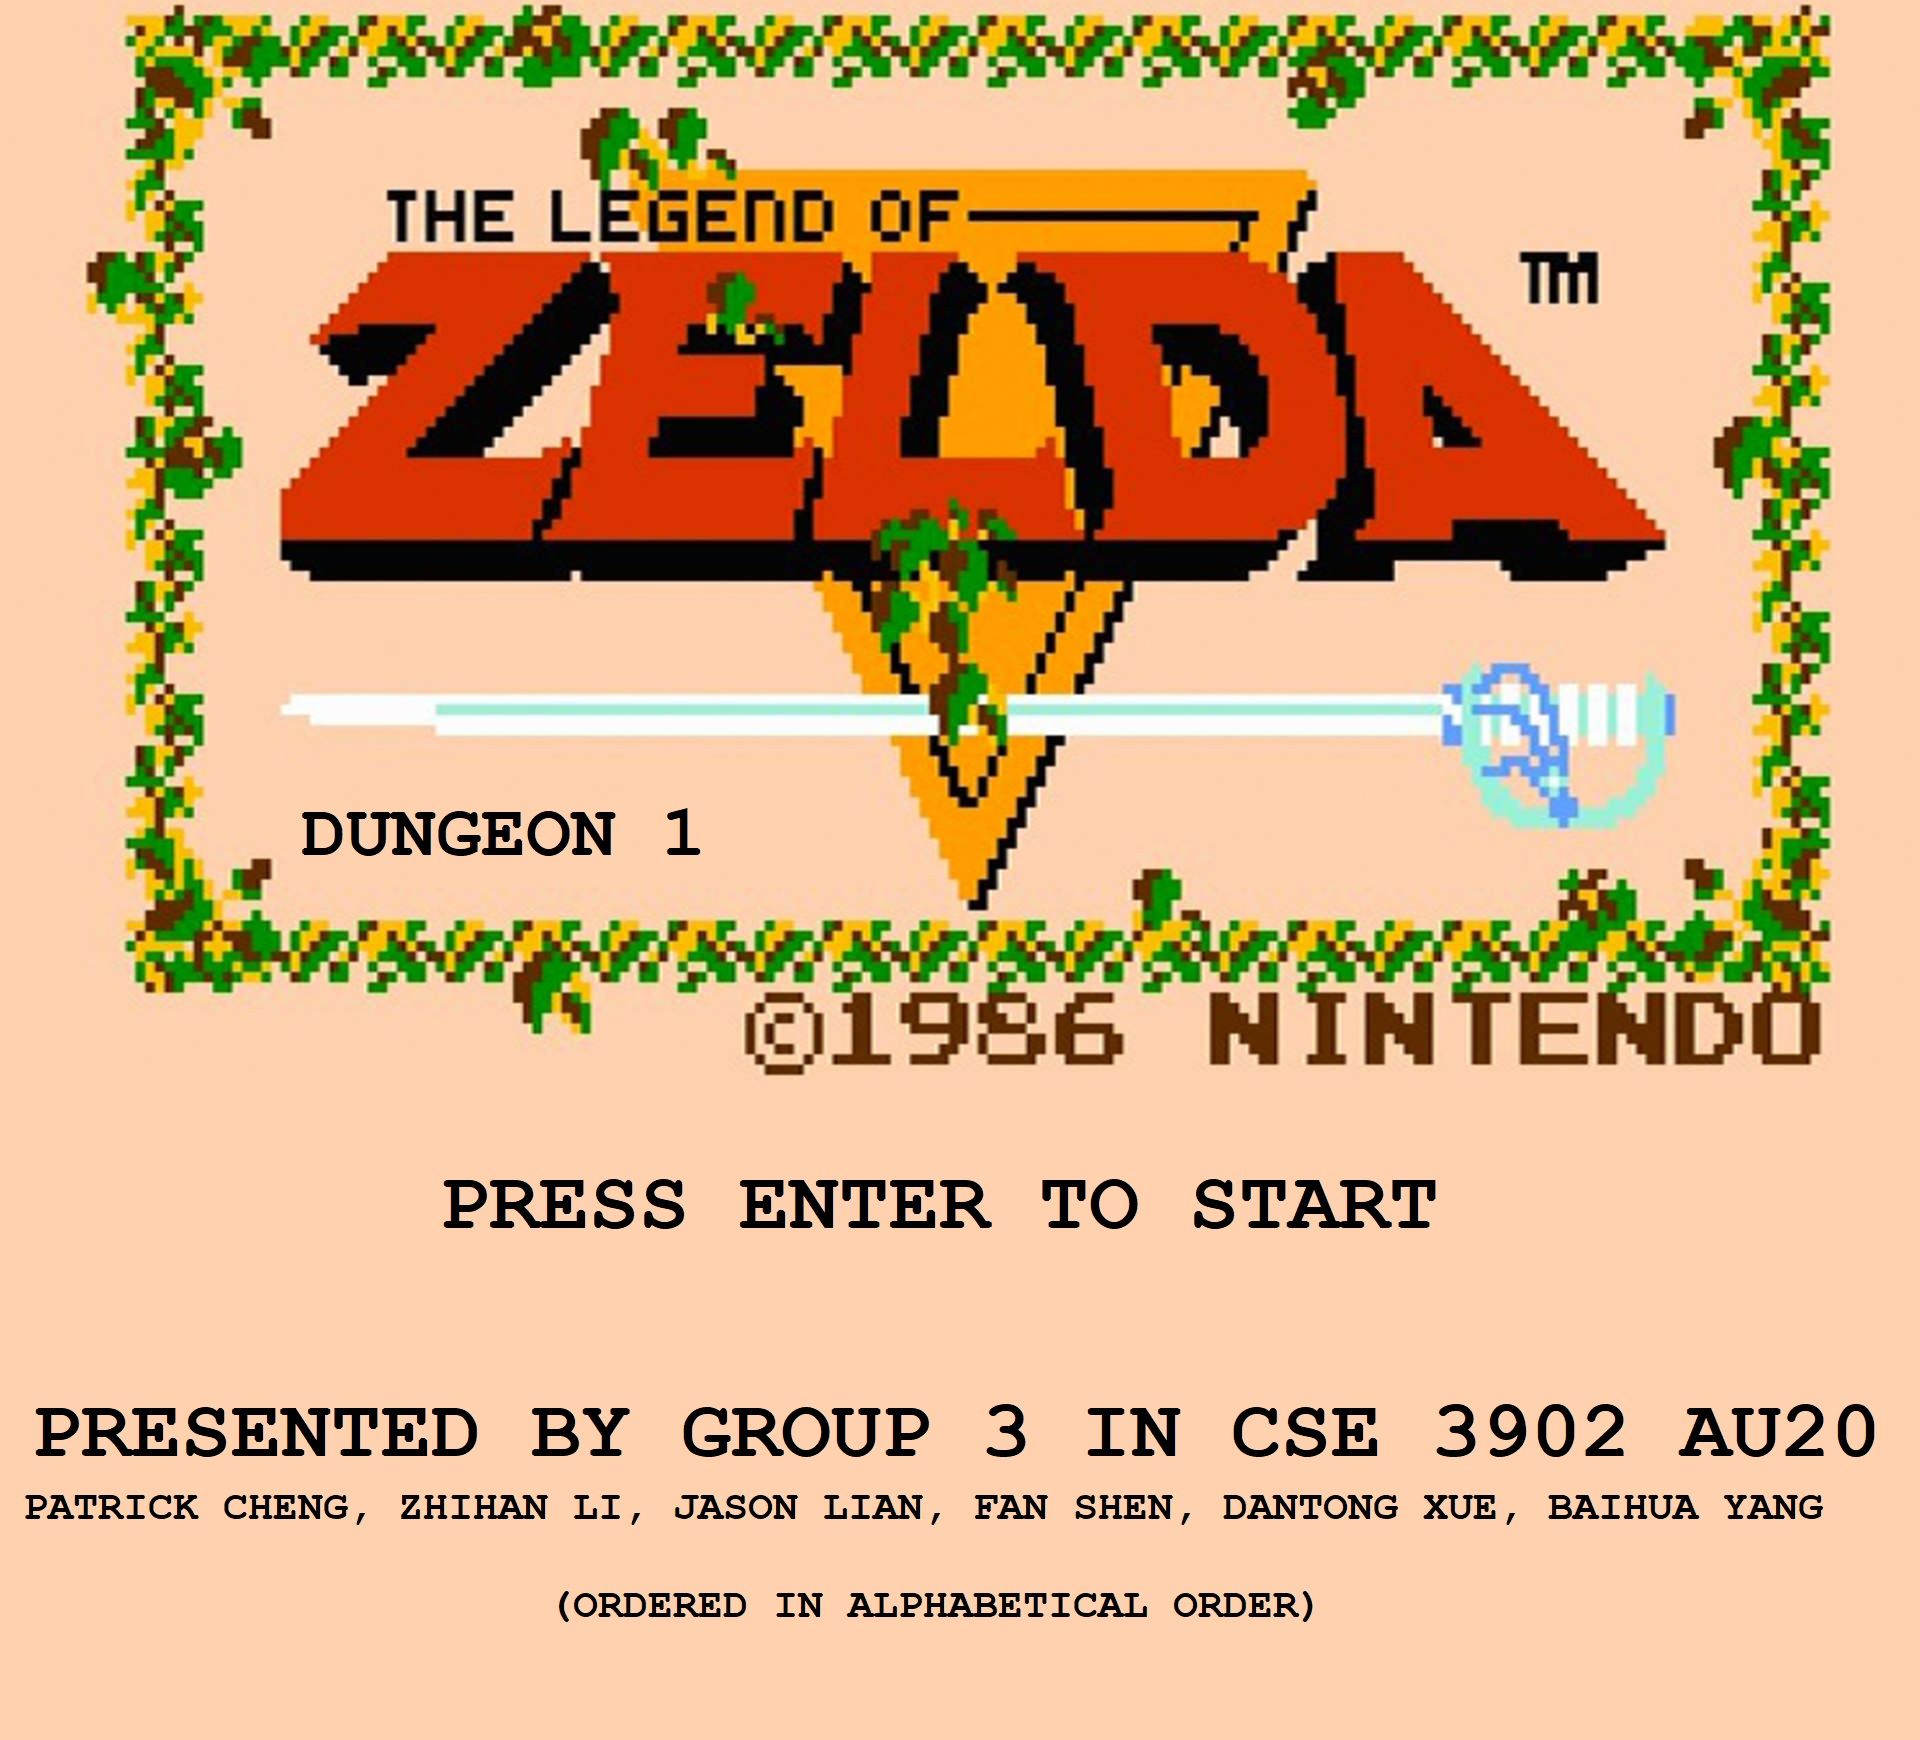 THE LEGEND OF
ZELDA TM
DUNGEON 1
©1986 NINTENDO
PRESS ENTER TO START
PRESENTED BY GROUP 3 IN CSE 3902 AU20
PATRICK CHENG, ZHIHAN LI, JASON LIAN, FAN SHEN, DANTONG XUE, BAIHUA YANG
(ORDERED IN ALPHABETICAL ORDER)